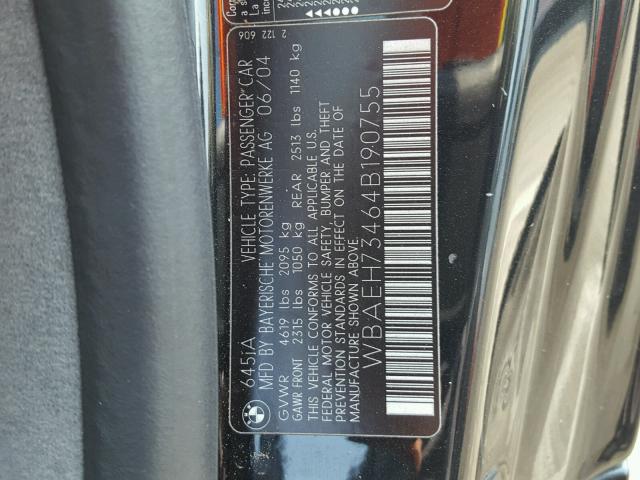 2 122 606
645iA VEHICLE TYPE: PASSENGER CAR
MFD BY BAYERISCHE MOTORENWERKE AG 06/04
GVWR 4619 lbs 2095 kg
GAWR FRONT 2315 lbs 1050 kg REAR 2513 lbs 1140 kg
THIS VEHICLE CONFORMS TO ALL APPLICABLE U.S.
FEDERAL MOTOR VEHICLE SAFETY, BUMPER AND THEFT
PREVENTION STANDARDS IN EFFECT ON THE DATE OF
MANUFACTURE SHOWN ABOVE.
WBAEH73464B190755